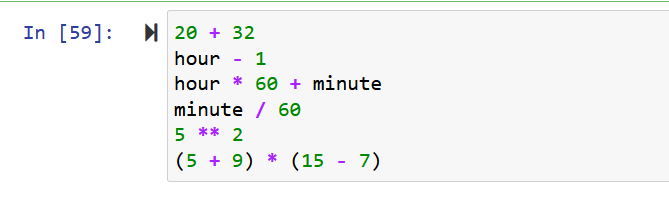 In [59]: 20 + 32
hour - 1
hour * 60 + minute
minute / 60
5 ** 2
(5 + 9) * (15 - 7)